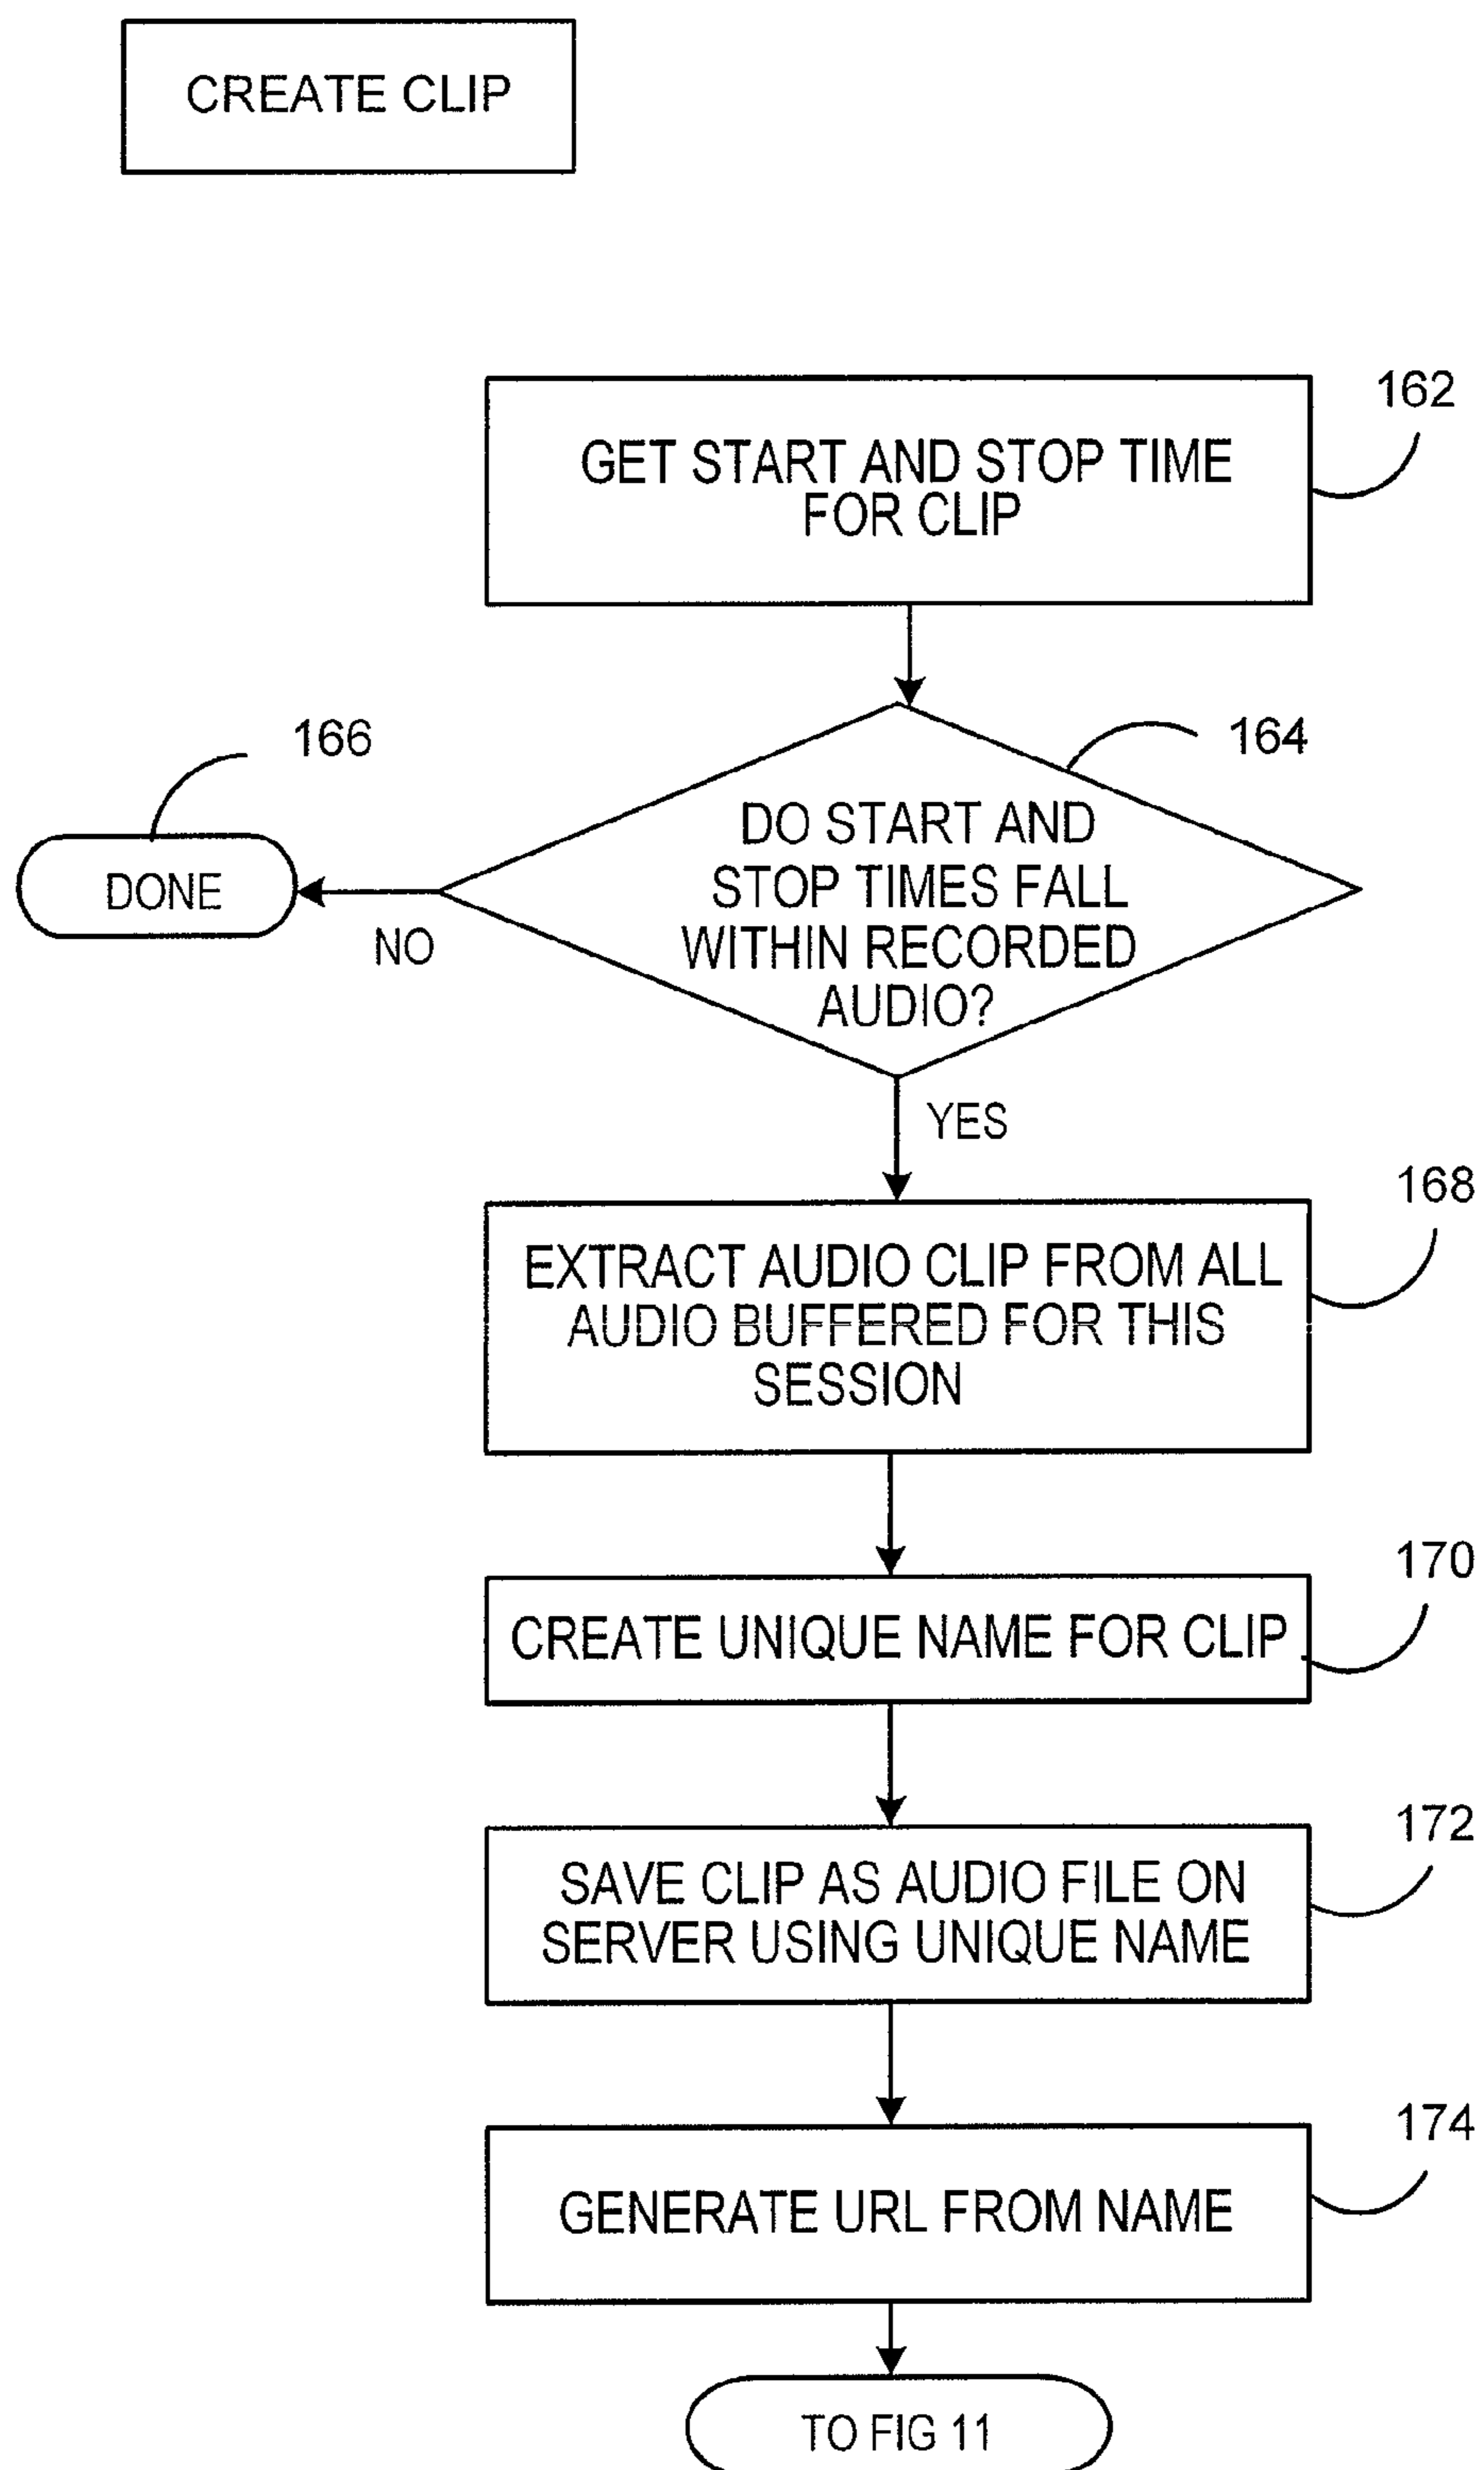 CREATE CLIP
162
GET START AND STOP TIME
FOR CLIP
166
164
DO START AND
STOP TIMES FALL
WITHIN RECORDED
AUDIO?
DONE
NO
YES
168
EXTRACT AUDIO CLIP FROM ALL
AUDIO BUFFERED FOR THIS
SESSION
170
CREATE UNIQUE NAME FOR CLIP
172
SAVE CLIP AS AUDIO FILE ON
SERVER USING UNIQUE NAME
174
GENERATE URL FROM NAME
TO FIG 11